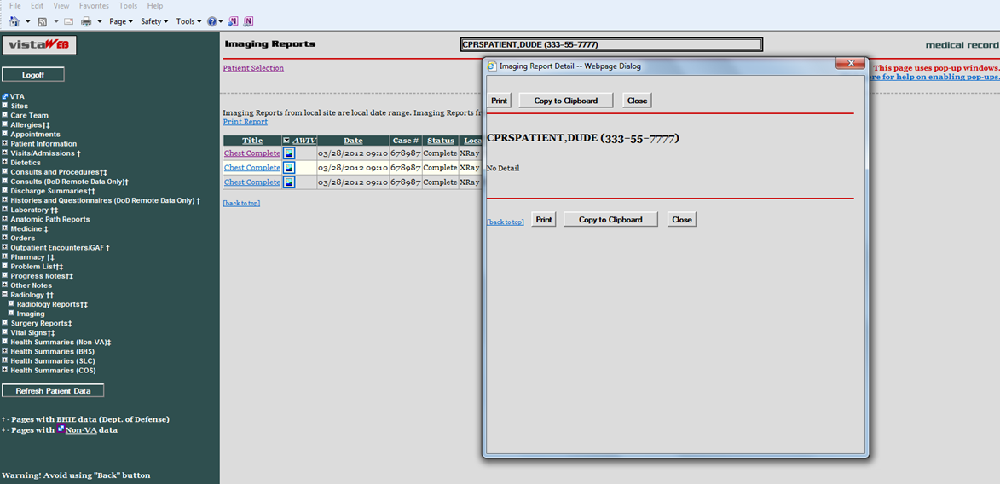 File Edit View Favorites Tools Help
Page Safety Tools
vistaWEB
Imaging Reports
CPRSPATIENT,DUDE (333-55-7777)
medical record
Logoff
Patient Selection
This page uses pop-up windows.
ere for help on enabling pop-ups.
VTA
Sites
Care Team
Allergies†‡
Appointments
Patient Information
Visits/Admissions †
Dietetics
Consults and Procedures†‡
Consults (DoD Remote Data Only)†
Discharge Summaries†‡
Histories and Questionnaires (DoD Remote Data Only) †
Laboratory †‡
Anatomic Path Reports
Medicine ‡
Orders
Outpatient Encounters/GAF †
Pharmacy †‡
Problem List†‡
Progress Notes†‡
Other Notes
Radiology †‡
Radiology Reports†‡
Imaging
Surgery Reports‡
Vital Signs†‡
Health Summaries (Non-VA)‡
Health Summaries (BHS)
Health Summaries (SLC)
Health Summaries (COS)
Refresh Patient Data
† - Pages with BHIE data (Dept. of Defense)
‡ - Pages with Non-VA data
Warning! Avoid using "Back" button
Imaging Reports from local site are local date range. Imaging Reports fr
Print Report
Title AWIV Date Case # Status Loca
Chest Complete 03/28/2012 09:10 678987 Complete XRay
Chest Complete 03/28/2012 09:10 678987 Complete XRay
Chest Complete 03/28/2012 09:10 678987 Complete XRay
[back to top]
Imaging Report Detail -- Webpage Dialog
Print Copy to Clipboard Close
CPRSPATIENT,DUDE (333-55-7777)
No Detail
[back to top] Print Copy to Clipboard Close